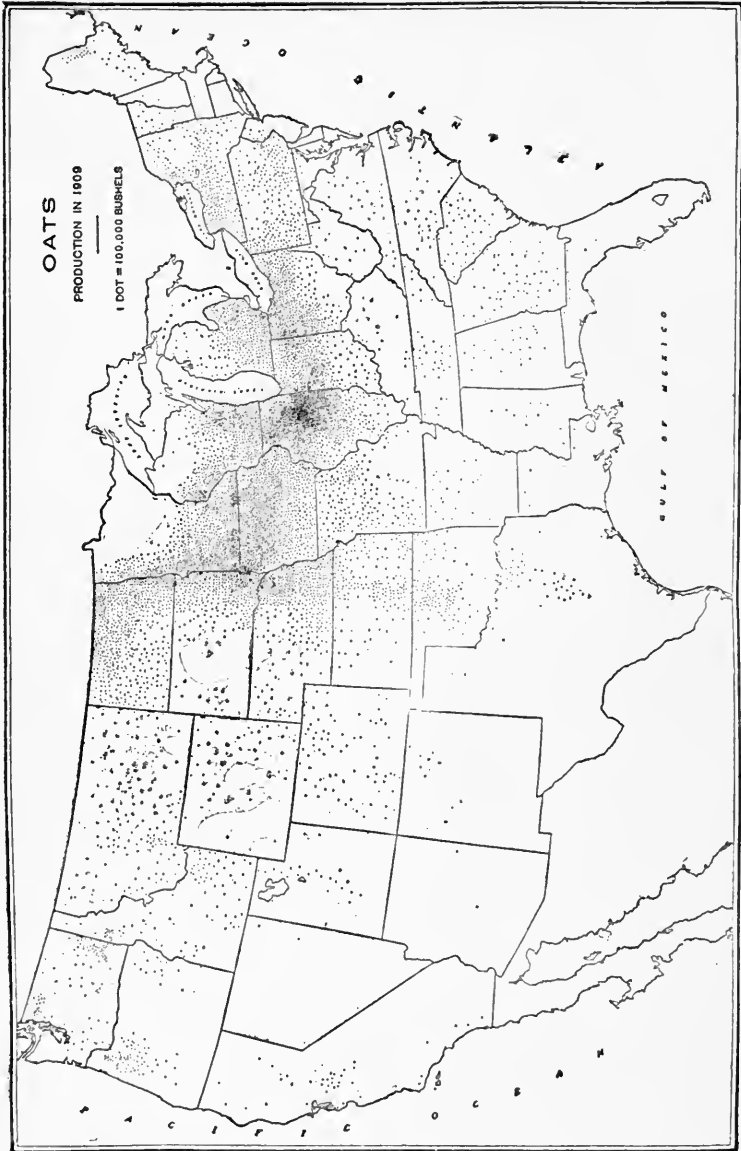 OATS
PRODUCTION IN 1909
1 DOT = 100,000 BUSHELS
ATLANTIC OCEAN
GULF OF MEXICO
PACIFIC OCEAN